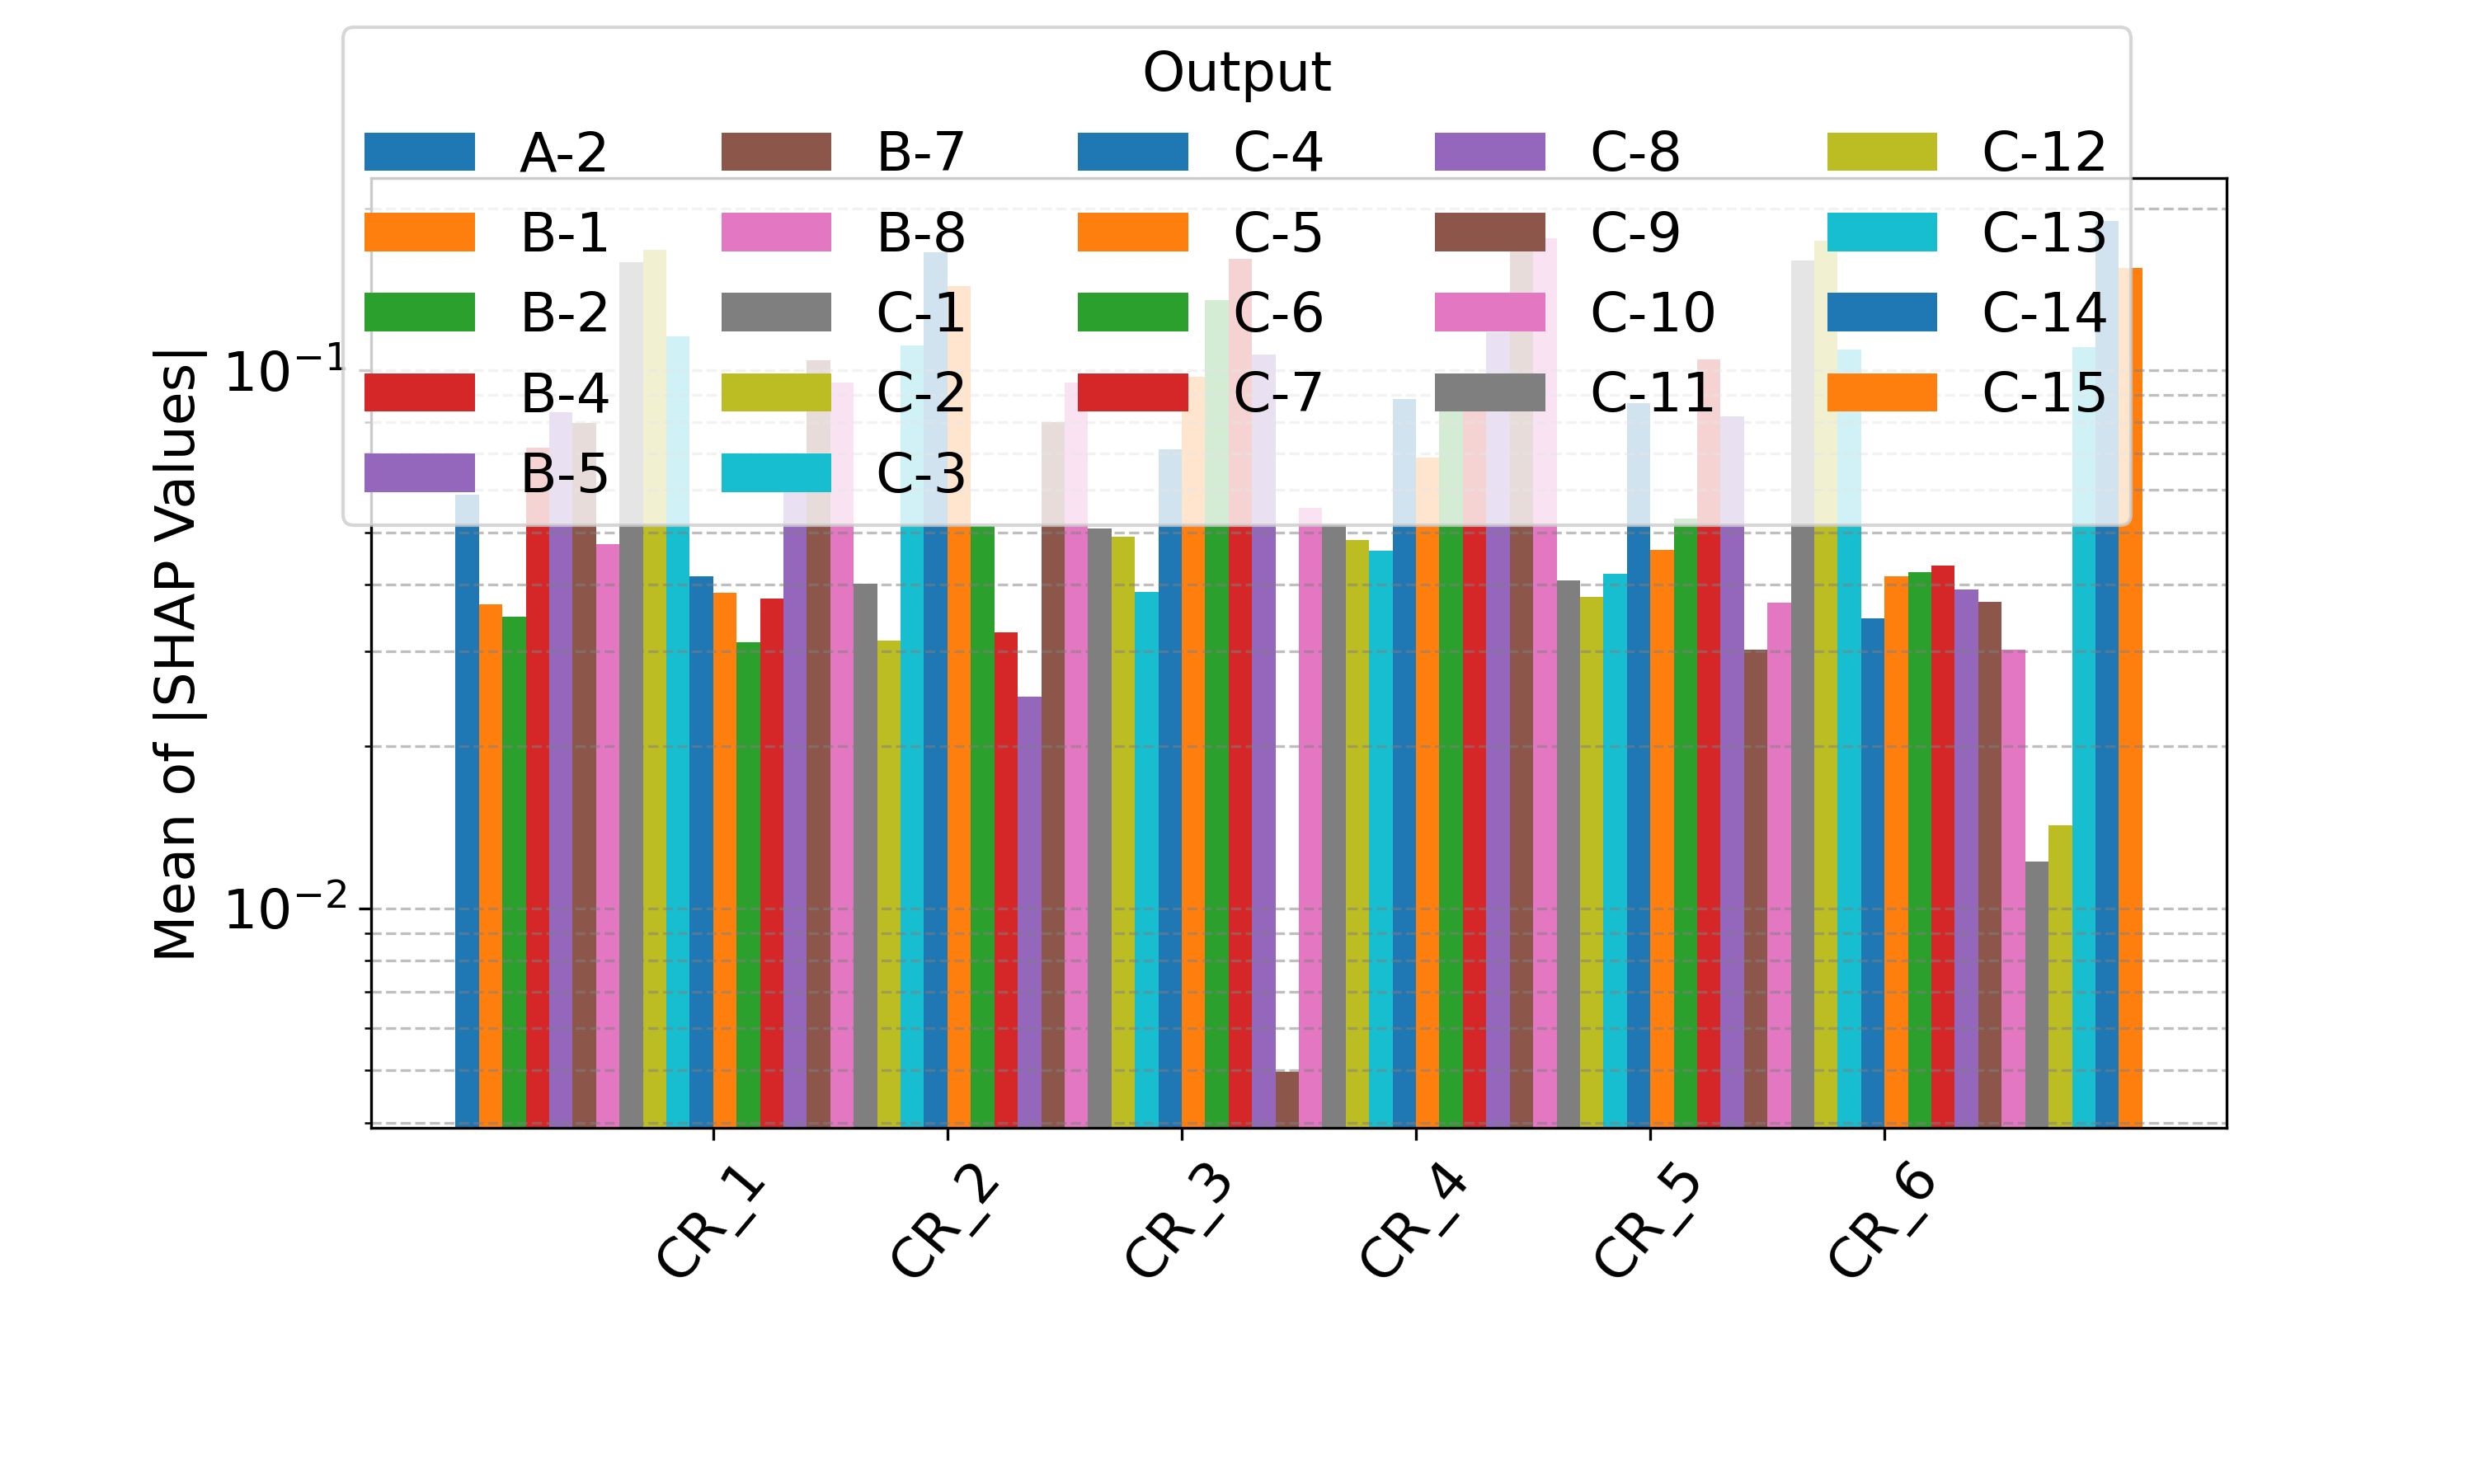 Output
A-2 B-7 C-4 C-8 C-12
B-1 B-8 C-5 C-9 C-13
B-2 C-1 C-6 C-10 C-14
B-4 C-2 C-7 C-11 C-15
B-5 C-3
Mean of |SHAP Values|
10⁻¹
10⁻²
CR_1 CR_2 CR_3 CR_4 CR_5 CR_6